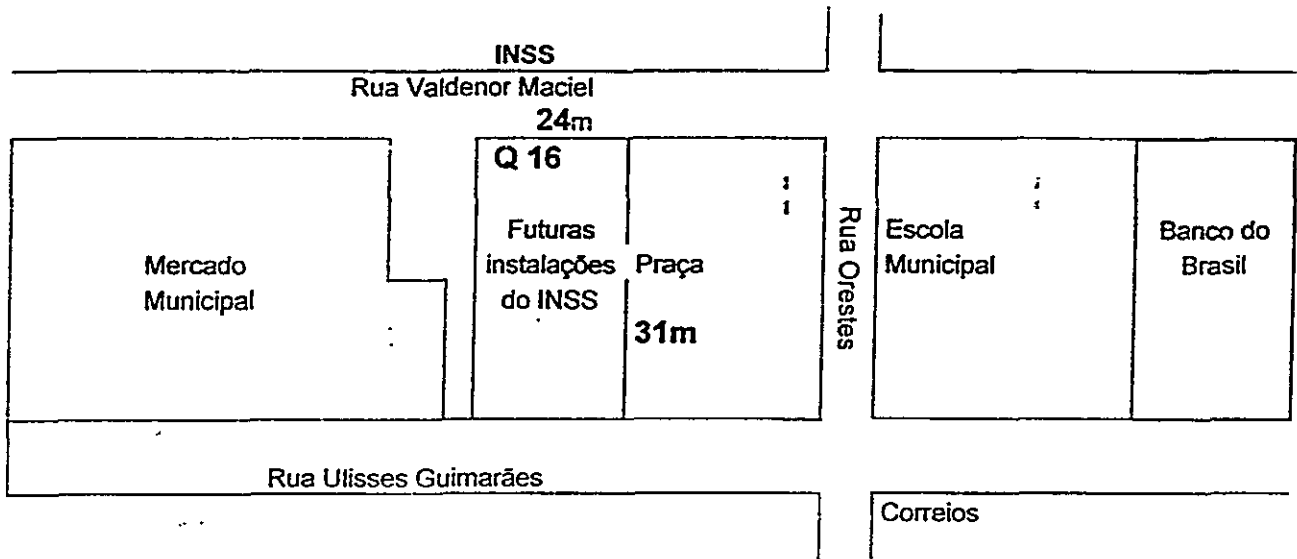 INSS
Rua Valdenor Maciel
24m
Q 16
Futuras
instalações
do INSS
Mercado
Municipal
Praça
31m
Rua Orestes
Escola
Municipal
Banco do
Brasil
Rua Ulisses Guimarães
Correios